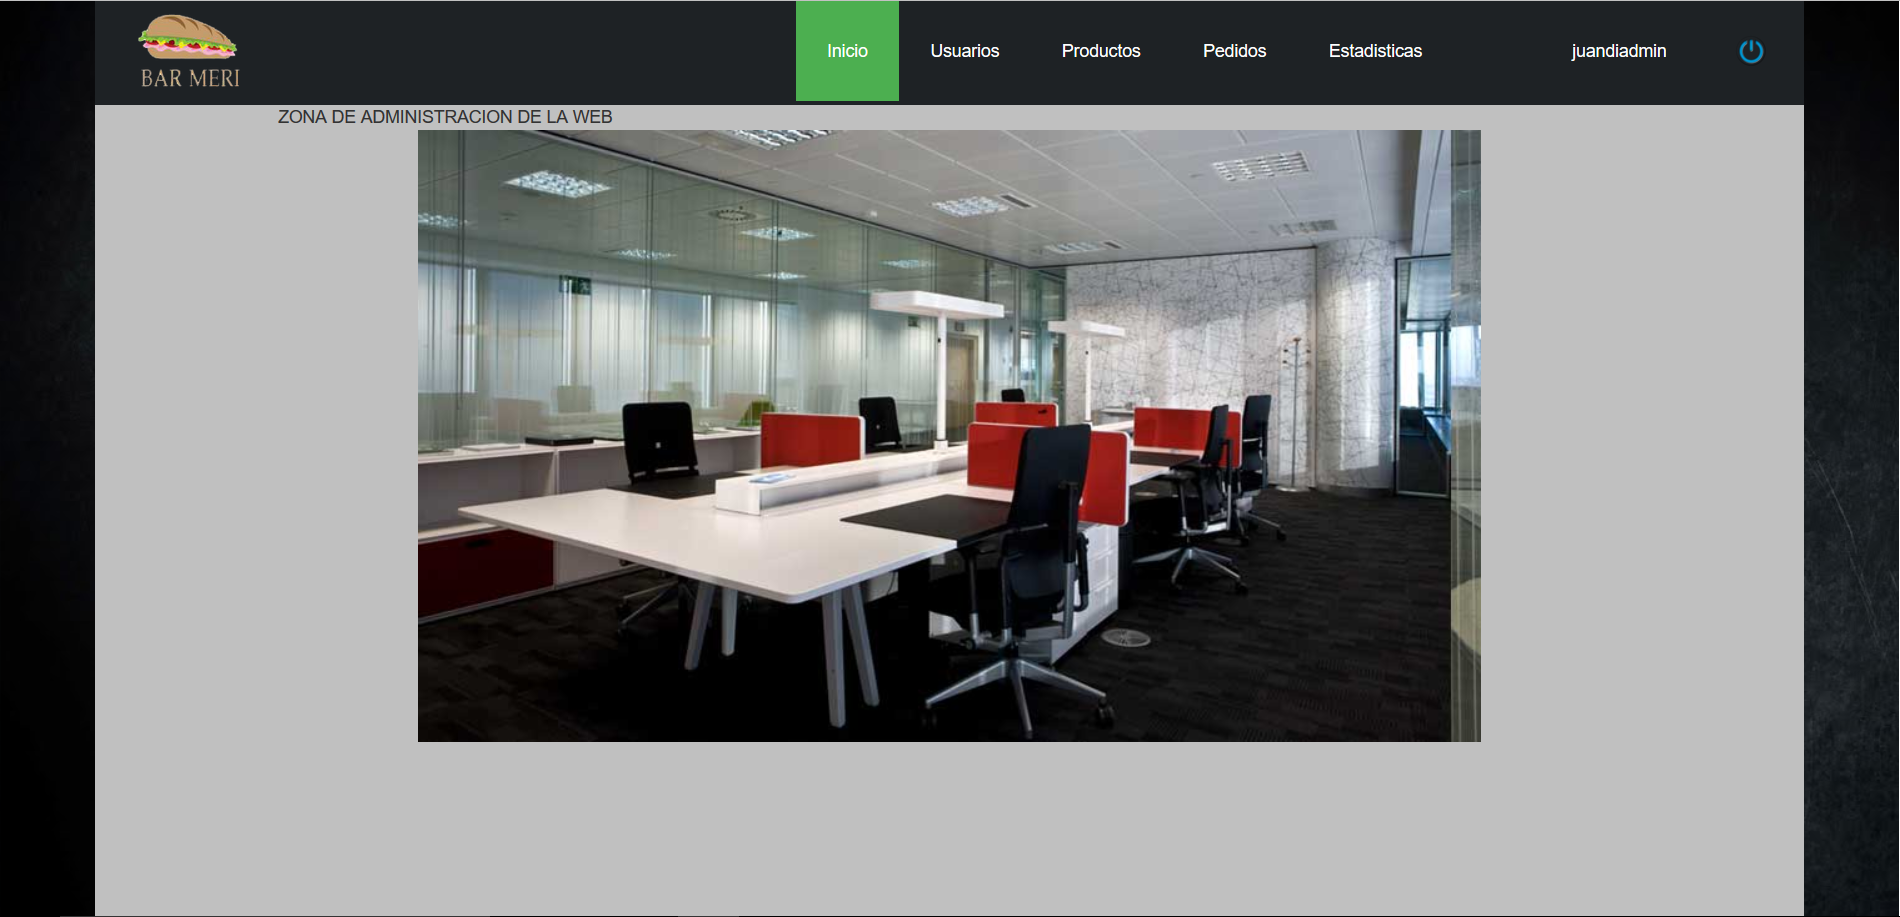 BAR MERI
Inicio Usuarios Productos Pedidos Estadisticas juandiadmin
ZONA DE ADMINISTRACION DE LA WEB